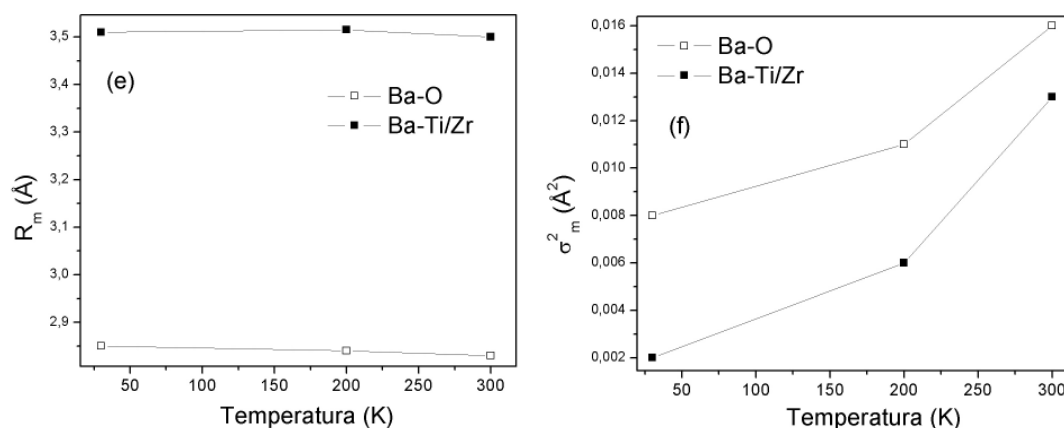 3,5
3,4
3,3
3,2
3,1
3,0
2,9
R_m (Å)
(e)
Ba-O
Ba-Ti/Zr
50 100 150 200 250 300
Temperatura (K)
0,016
0,014
0,012
0,010
0,008
0,006
0,004
0,002
σ²_m (Å²)
Ba-O
Ba-Ti/Zr
(f)
50 100 150 200 250 300
Temperatura (K)